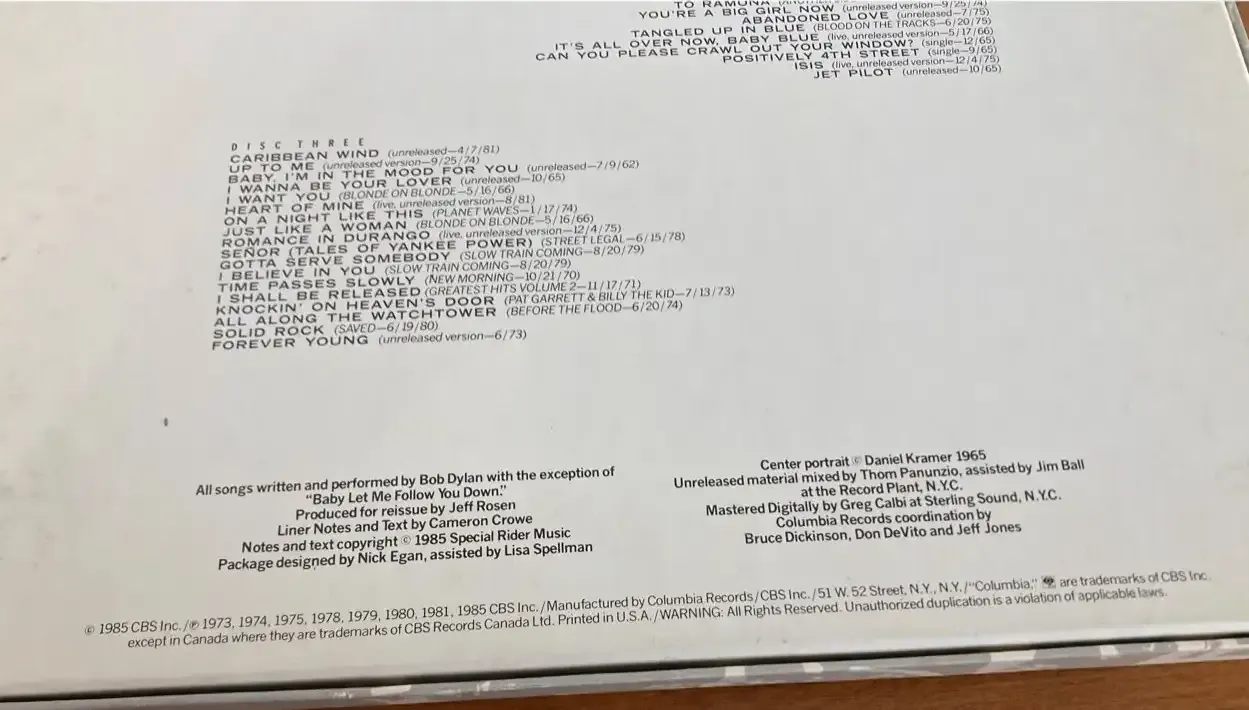 TO RAMONA
YOU'RE A BIG GIRL NOW (unreleased version—9/25/74)
ABANDONED LOVE (unreleased—7/75)
TANGLED UP IN BLUE (BLOOD ON THE TRACKS—6/20/75)
IT'S ALL OVER NOW, BABY BLUE (live, unreleased version—5/17/66)
CAN YOU PLEASE CRAWL OUT YOUR WINDOW? (single—12/65)
POSITIVELY 4TH STREET (single—9/65)
ISIS (live, unreleased version—12/4/75)
JET PILOT (unreleased—10/65)
DISC THREE
CARIBBEAN WIND (unreleased—4/7/81)
UP TO ME (unreleased version—9/25/74)
BABY, I'M IN THE MOOD FOR YOU (unreleased—7/9/62)
I WANNA BE YOUR LOVER (unreleased—10/65)
I WANT YOU (BLONDE ON BLONDE—5/16/66)
HEART OF MINE (live, unreleased version—8/81)
ON A NIGHT LIKE THIS (PLANET WAVES—1/17/74)
JUST LIKE A WOMAN (BLONDE ON BLONDE—5/16/66)
ROMANCE IN DURANGO (live, unreleased version—12/4/75)
SEÑOR (TALES OF YANKEE POWER) (STREET LEGAL—6/15/78)
GOTTA SERVE SOMEBODY (SLOW TRAIN COMING—8/20/79)
I BELIEVE IN YOU (SLOW TRAIN COMING—8/20/79)
TIME PASSES SLOWLY (NEW MORNING—10/21/70)
I SHALL BE RELEASED (GREATEST HITS VOLUME 2—11/17/71)
KNOCKIN' ON HEAVEN'S DOOR (PAT GARRETT & BILLY THE KID—7/13/73)
ALL ALONG THE WATCHTOWER (BEFORE THE FLOOD—6/20/74)
SOLID ROCK (SAVED—6/19/80)
FOREVER YOUNG (unreleased version—6/73)
All songs written and performed by Bob Dylan with the exception of
"Baby Let Me Follow You Down."
Produced for reissue by Jeff Rosen
Liner Notes and Text by Cameron Crowe
Notes and text copyright © 1985 Special Rider Music
Package designed by Nick Egan, assisted by Lisa Spellman
Center portrait © Daniel Kramer 1965
Unreleased material mixed by Thom Panunzio, assisted by Jim Ball
at the Record Plant, N.Y.C.
Mastered Digitally by Greg Calbi at Sterling Sound, N.Y.C.
Columbia Records coordination by
Bruce Dickinson, Don DeVito and Jeff Jones
© 1985 CBS Inc./℗ 1973, 1974, 1975, 1978, 1979, 1980, 1981, 1985 CBS Inc./Manufactured by Columbia Records/CBS Inc./51 W. 52 Street, N.Y., N.Y./"Columbia," are trademarks of CBS Inc.
except in Canada where they are trademarks of CBS Records Canada Ltd. Printed in U.S.A./WARNING: All Rights Reserved. Unauthorized duplication is a violation of applicable laws.